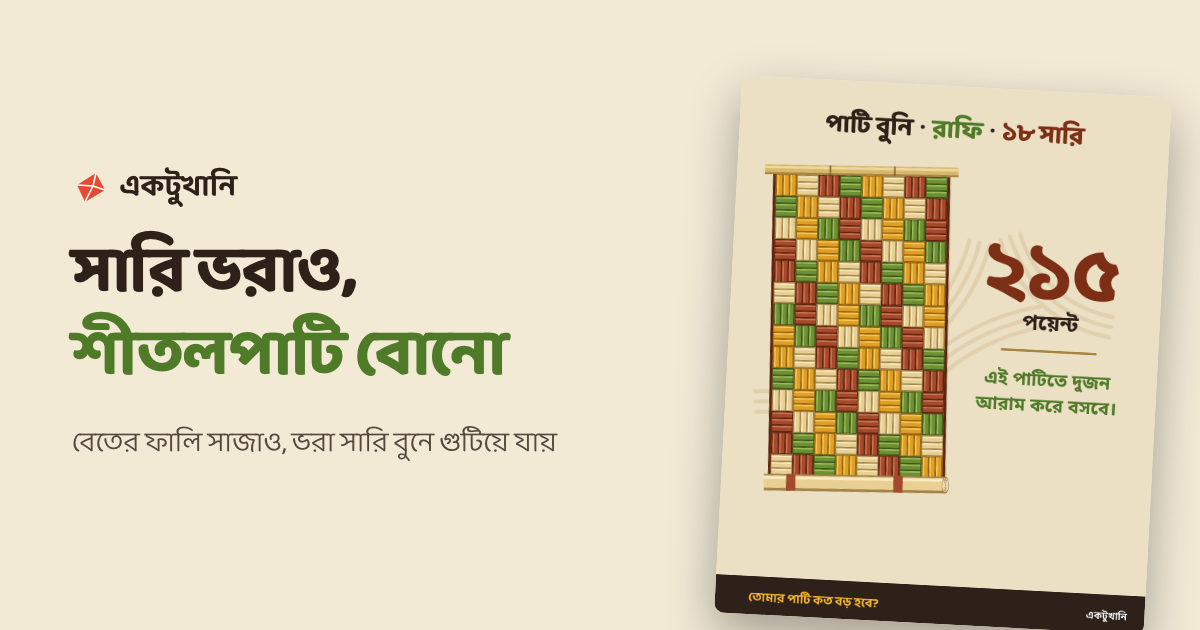 একটুখানি
সারি ভরাও,
শীতলপাটি বোনো
বেতের ফালি সাজাও, ভরা সারি বুনে গুটিয়ে যায়
পাটি বুনি · রাফি · ১৮ সারি
২১৫
পয়েন্ট
এই পাটিতে দুজন
আরাম করে বসবে।
তোমার পাটি কত বড় হবে?
একটুখানি